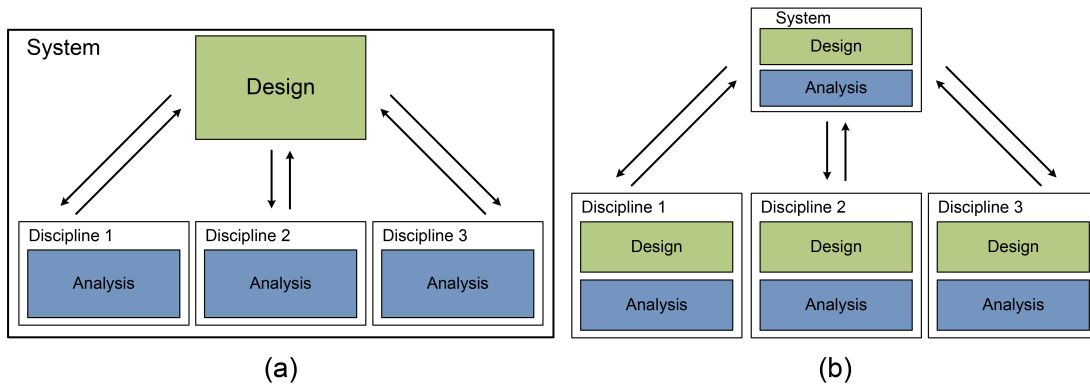 System
Design
Discipline 1
Discipline 2
Discipline 3
Analysis
Analysis
Analysis
(a)
System
Design
Analysis
Discipline 1
Discipline 2
Discipline 3
Design
Design
Design
Analysis
Analysis
Analysis
(b)